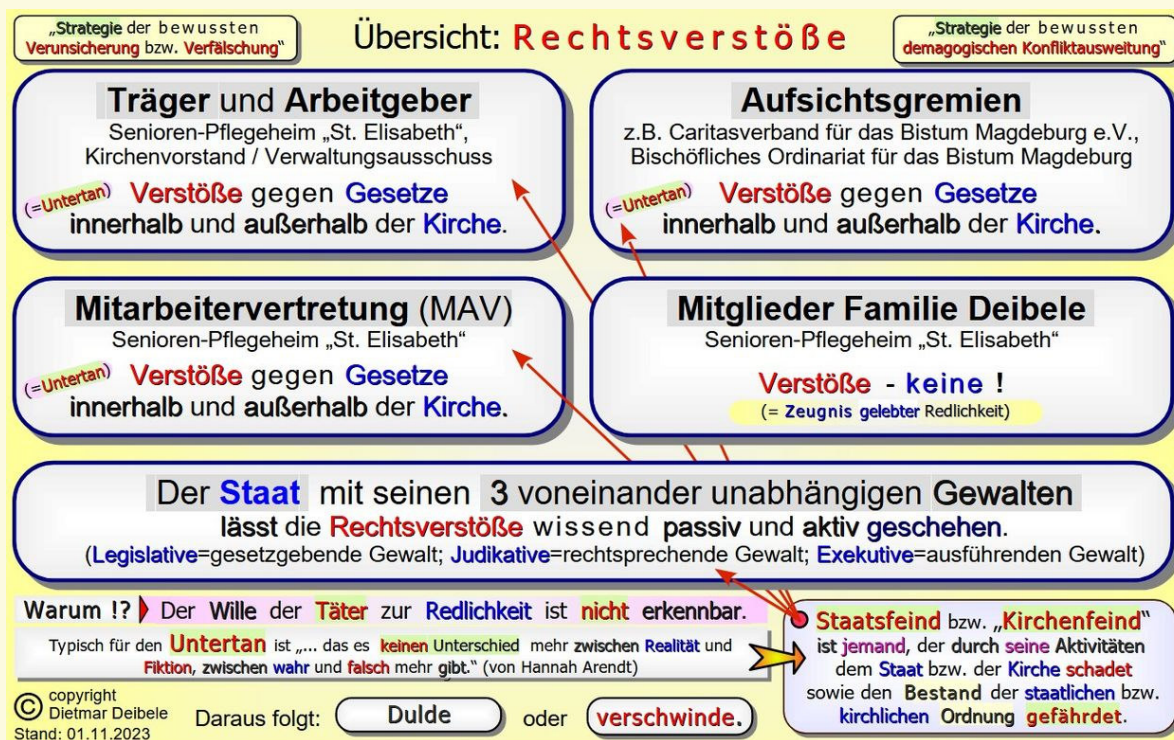 „Strategie der bewussten
Verunsicherung bzw. Verfälschung“
Übersicht: Rechtsverstöße
„Strategie der bewussten
demagogischen Konfliktausweitung“
Träger und Arbeitgeber
Senioren-Pflegeheim „St. Elisabeth“,
Kirchenvorstand / Verwaltungsausschuss
(=Untertan) Verstöße gegen Gesetze
innerhalb und außerhalb der Kirche.
Aufsichtsgremien
z.B. Caritasverband für das Bistum Magdeburg e.V.,
Bischöfliches Ordinariat für das Bistum Magdeburg
(=Untertan) Verstöße gegen Gesetze
innerhalb und außerhalb der Kirche.
Mitarbeitervertretung (MAV)
Senioren-Pflegeheim „St. Elisabeth“
(=Untertan) Verstöße gegen Gesetze
innerhalb und außerhalb der Kirche.
Mitglieder Familie Deibele
Senioren-Pflegeheim „St. Elisabeth“
Verstöße - keine !
(= Zeugnis gelebter Redlichkeit)
Der Staat mit seinen 3 voneinander unabhängigen Gewalten
lässt die Rechtsverstöße wissend passiv und aktiv geschehen.
(Legislative=gesetzgebende Gewalt; Judikative=rechtsprechende Gewalt; Exekutive=ausführenden Gewalt)
Warum !? Der Wille der Täter zur Redlichkeit ist nicht erkennbar.
Typisch für den Untertan ist „... das es keinen Unterschied mehr zwischen Realität und
Fiktion, zwischen wahr und falsch mehr gibt.“ (von Hannah Arendt)
Staatsfeind bzw. „Kirchenfeind“
ist jemand, der durch seine Aktivitäten
dem Staat bzw. der Kirche schadet
sowie den Bestand der staatlichen bzw.
kirchlichen Ordnung gefährdet.
© copyright
Dietmar Deibele
Stand: 01.11.2023
Daraus folgt: Dulde oder verschwinde.